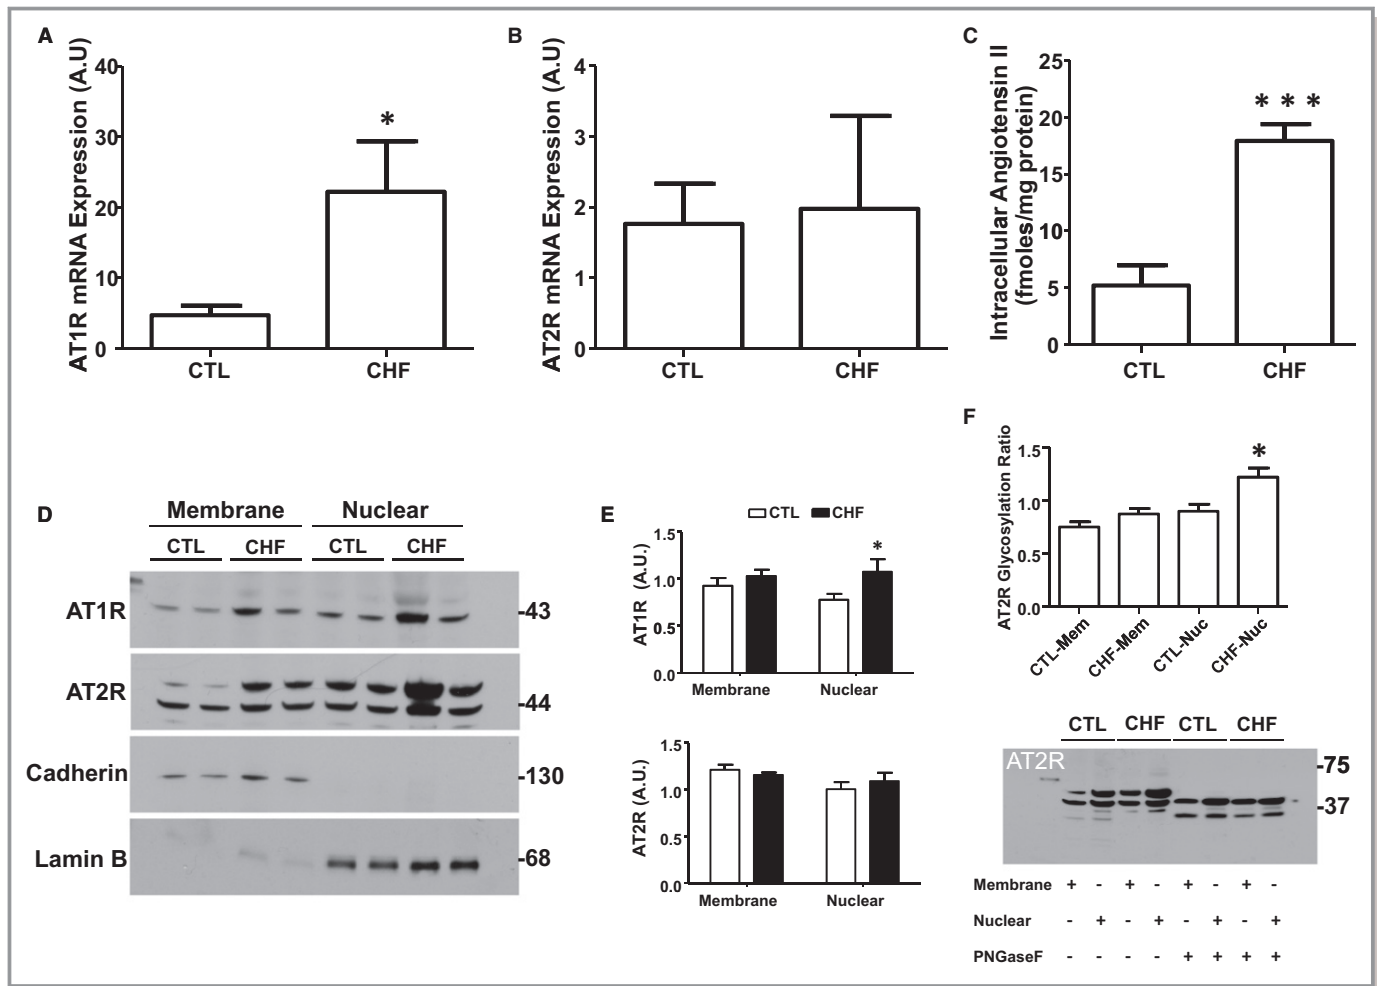 A
AT1R mRNA Expression (A.U)
40
30
20
10
0
*
CTL CHF
B
AT2R mRNA Expression (A.U)
4
3
2
1
0
CTL CHF
C
Intracellular Angiotensin II
(fmoles/mg protein)
25
20
15
10
5
0
* * *
CTL CHF
D
Membrane Nuclear
CTL CHF CTL CHF
AT1R -43
AT2R -44
Cadherin -130
Lamin B -68
E
CTL CHF
AT1R (A.U.)
1.5
1.0
0.5
0.0
*
Membrane Nuclear
AT2R (A.U.)
1.5
1.0
0.5
0.0
Membrane Nuclear
F
AT2R Glycosylation Ratio
1.5
1.0
0.5
0.0
*
CTL-Mem CHF-Mem CTL-Nuc CHF-Nuc
CTL CHF CTL CHF
AT2R
-75
-37
Membrane + - + - + - + -
Nuclear - + - + - + - +
PNGaseF - - - - + + + +